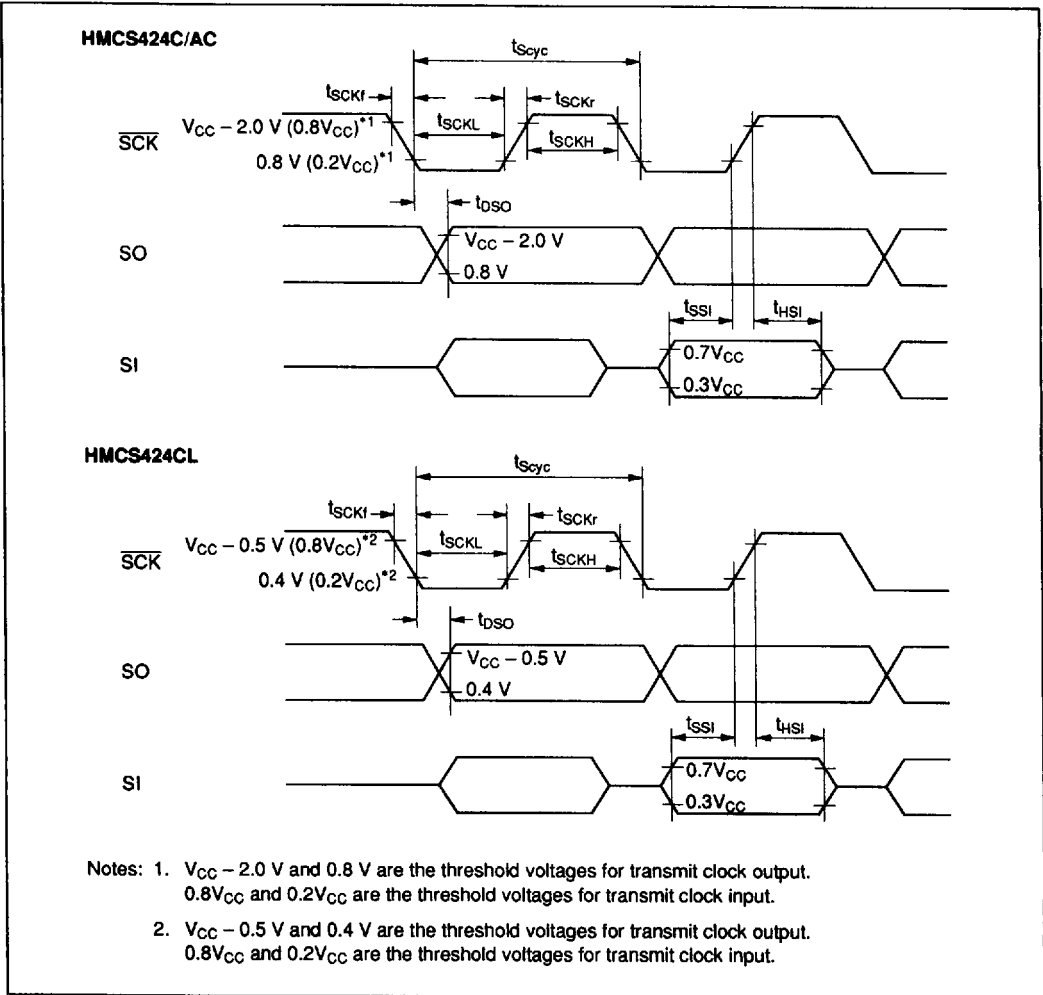 HMCS424C/AC
tScyc
tSCKf
tSCKr
tSCKL
tSCKH
SCK
VCC – 2.0 V (0.8VCC)*1
0.8 V (0.2VCC)*1
tDSO
SO
VCC – 2.0 V
0.8 V
tSSI
tHSI
SI
0.7VCC
0.3VCC
HMCS424CL
tScyc
tSCKf
tSCKr
tSCKL
tSCKH
SCK
VCC – 0.5 V (0.8VCC)*2
0.4 V (0.2VCC)*2
tDSO
SO
VCC – 0.5 V
0.4 V
tSSI
tHSI
SI
0.7VCC
0.3VCC
Notes: 1. VCC – 2.0 V and 0.8 V are the threshold voltages for transmit clock output.
0.8VCC and 0.2VCC are the threshold voltages for transmit clock input.
2. VCC – 0.5 V and 0.4 V are the threshold voltages for transmit clock output.
0.8VCC and 0.2VCC are the threshold voltages for transmit clock input.